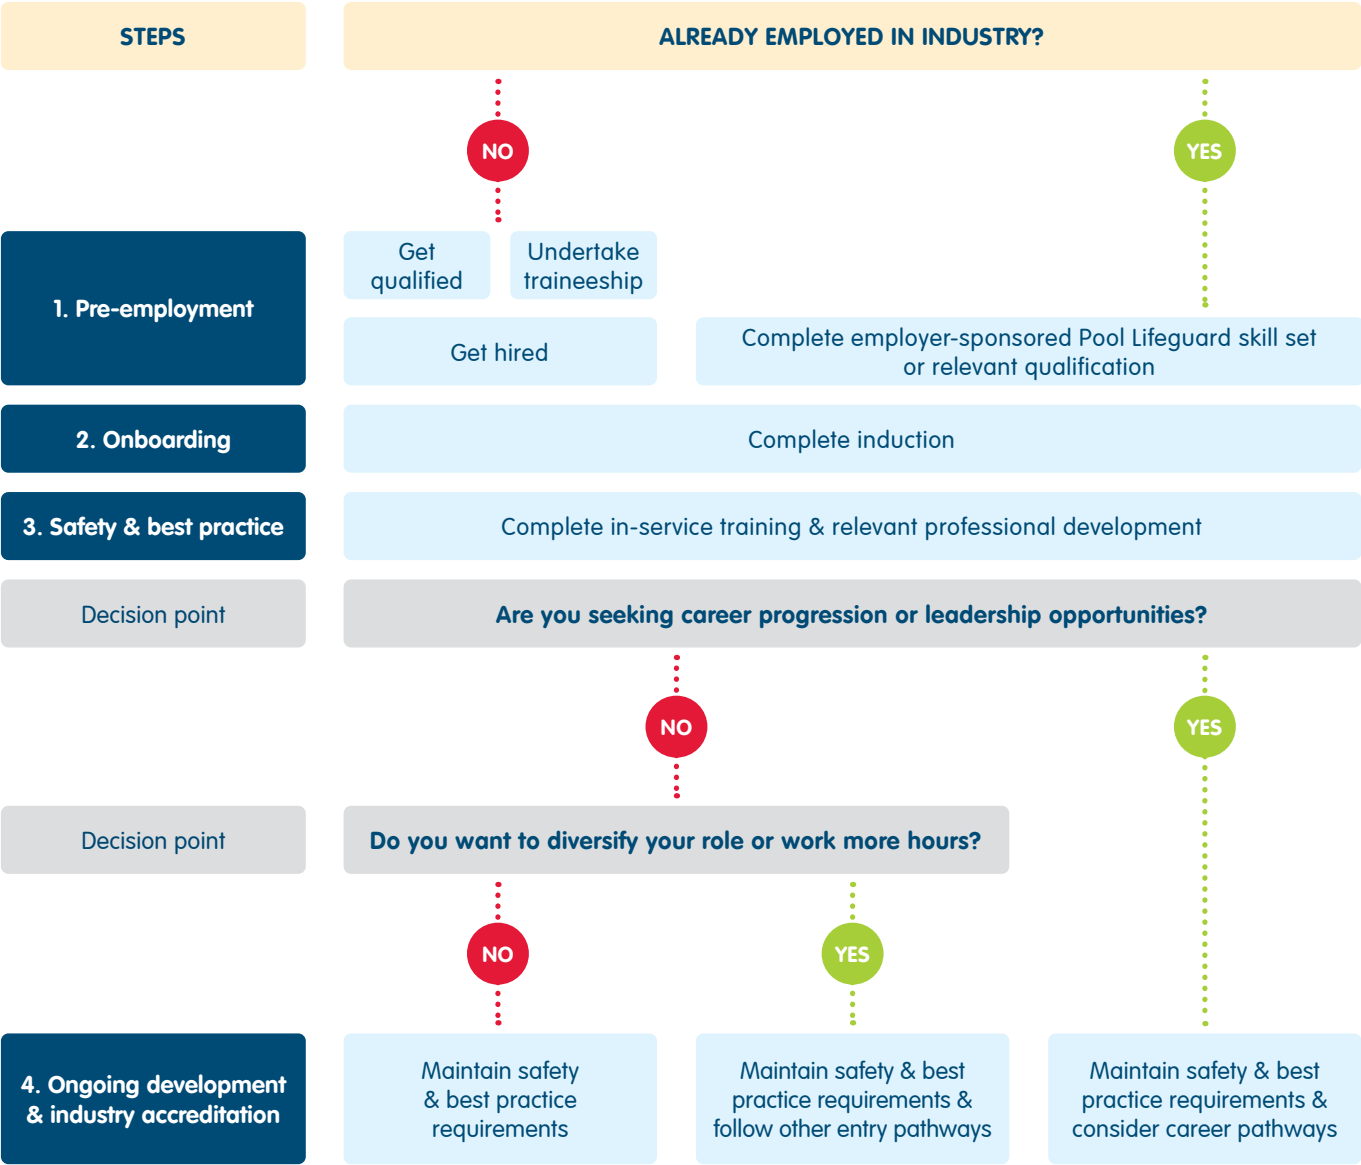 STEPS
ALREADY EMPLOYED IN INDUSTRY?
NO
YES
1. Pre-employment
Get
qualified
Undertake
traineeship
Get hired
Complete employer-sponsored Pool Lifeguard skill set
or relevant qualification
2. Onboarding
Complete induction
3. Safety & best practice
Complete in-service training & relevant professional development
Decision point
Are you seeking career progression or leadership opportunities?
NO
YES
Decision point
Do you want to diversify your role or work more hours?
NO
YES
4. Ongoing development
& industry accreditation
Maintain safety
& best practice
requirements
Maintain safety & best
practice requirements &
follow other entry pathways
Maintain safety & best
practice requirements &
consider career pathways